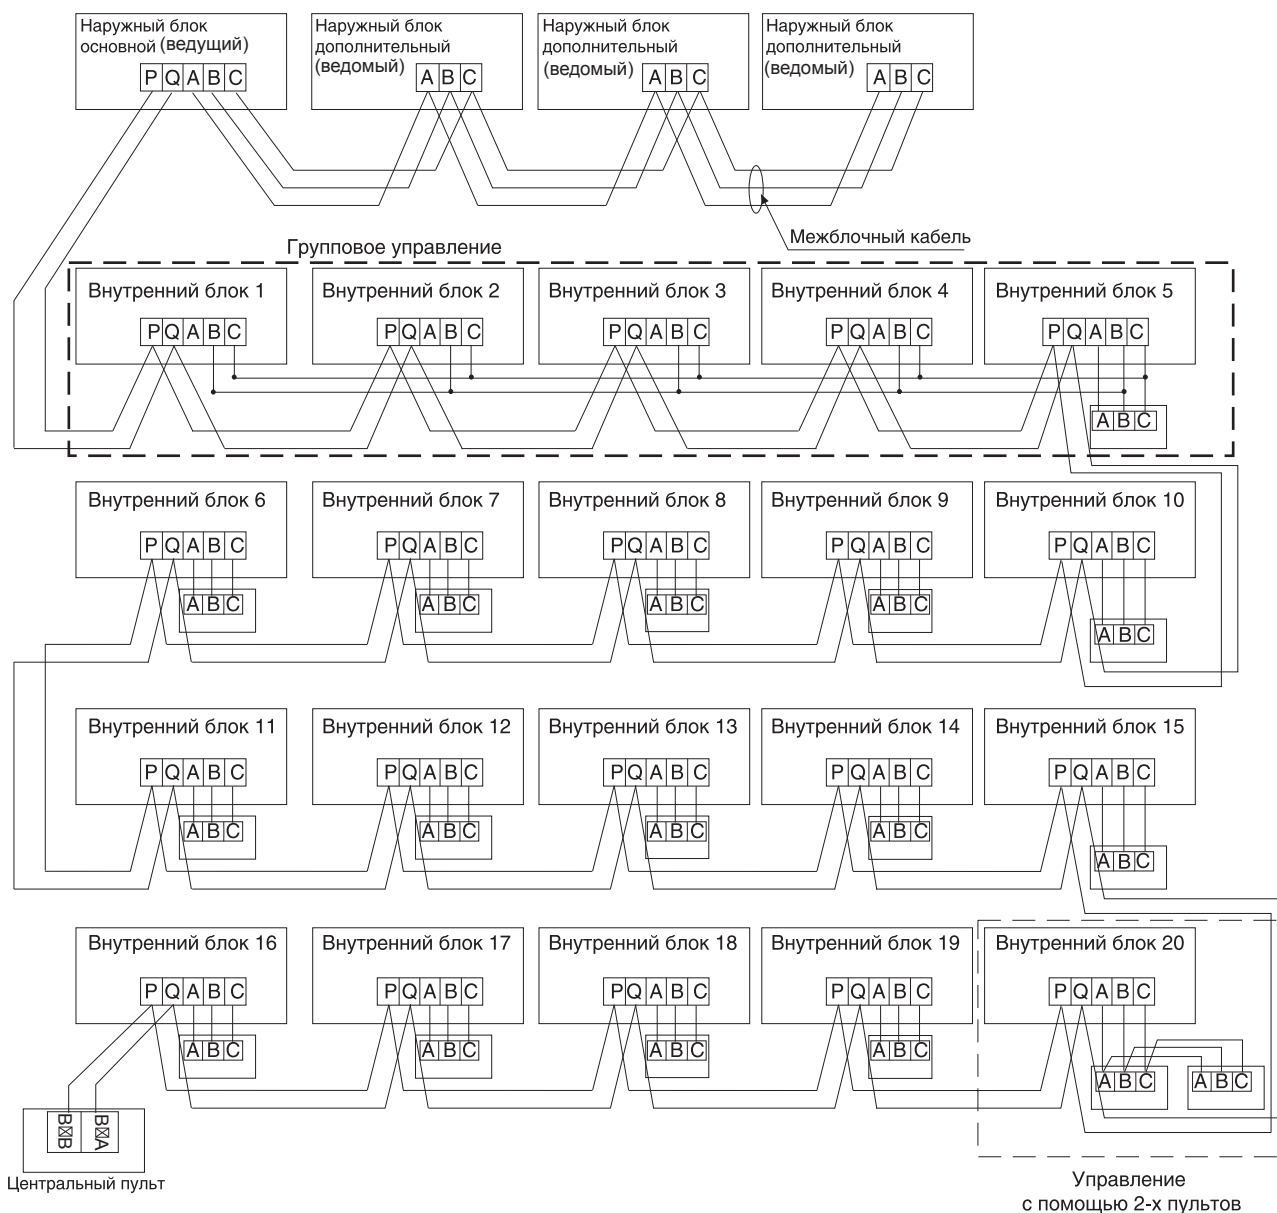 Наружный блок
основной (ведущий)
P Q A B C
Наружный блок
дополнительный
(ведомый)
A B C
Наружный блок
дополнительный
(ведомый)
A B C
Наружный блок
дополнительный
(ведомый)
A B C
Межблочный кабель
Групповое управление
Внутренний блок 1
P Q A B C
Внутренний блок 2
P Q A B C
Внутренний блок 3
P Q A B C
Внутренний блок 4
P Q A B C
Внутренний блок 5
P Q A B C
A B C
Внутренний блок 6
P Q A B C
A B C
Внутренний блок 7
P Q A B C
A B C
Внутренний блок 8
P Q A B C
A B C
Внутренний блок 9
P Q A B C
A B C
Внутренний блок 10
P Q A B C
A B C
Внутренний блок 11
P Q A B C
A B C
Внутренний блок 12
P Q A B C
A B C
Внутренний блок 13
P Q A B C
A B C
Внутренний блок 14
P Q A B C
A B C
Внутренний блок 15
P Q A B C
A B C
Внутренний блок 16
P Q A B C
A B C
Внутренний блок 17
P Q A B C
A B C
Внутренний блок 18
P Q A B C
A B C
Внутренний блок 19
P Q A B C
A B C
Внутренний блок 20
P Q A B C
A B C
A B C
Центральный пульт
Управление
с помощью 2-х пультов